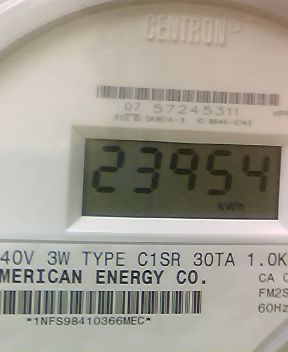 CENTRON
07 57245311
23954
kWh
40V 3W TYPE C1SR 30TA 1.0K
MERICAN ENERGY CO.
CA 0
FM2S
60Hz
*1NFS98410366MEC*